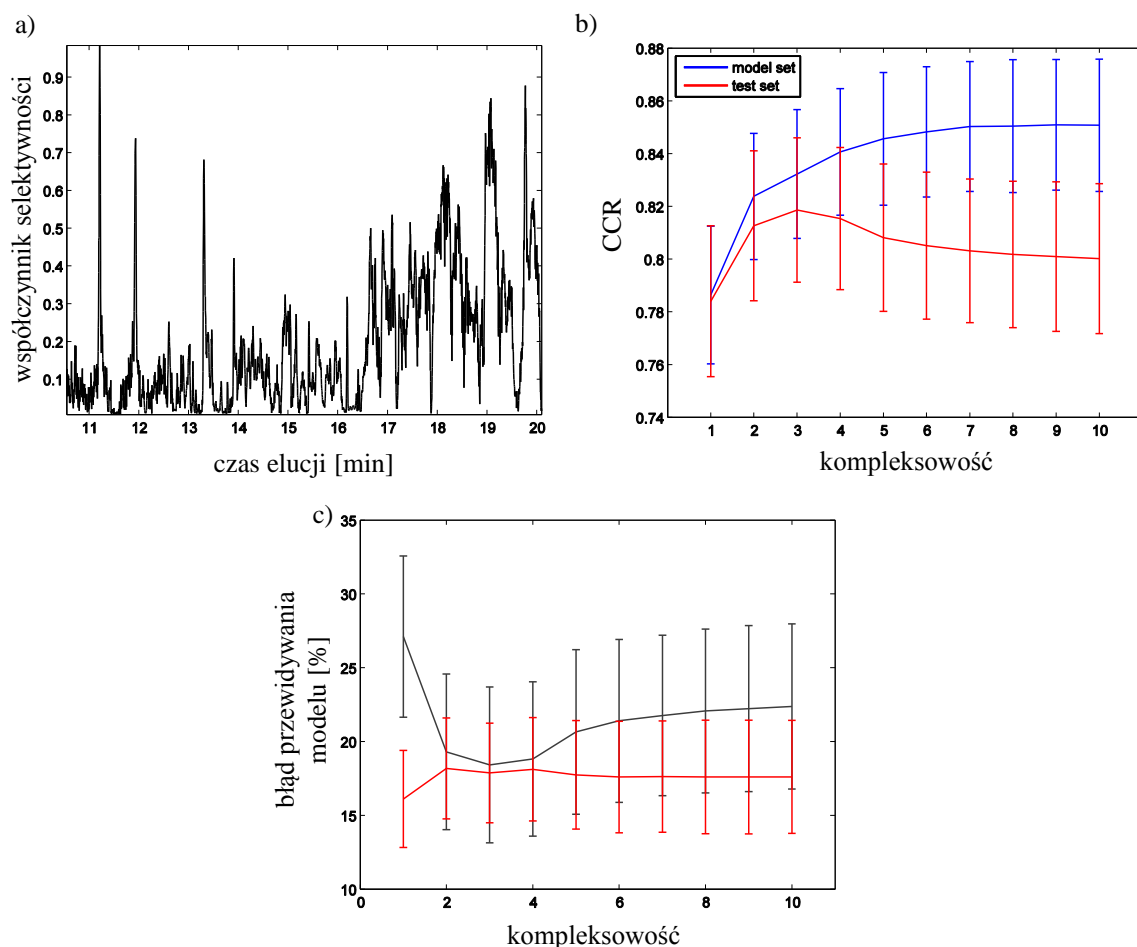 a)
współczynnik selektywności
0.9
0.8
0.7
0.6
0.5
0.4
0.3
0.2
0.1
11 12 13 14 15 16 17 18 19 20
czas elucji [min]
b)
CCR
0.88
0.86
0.84
0.82
0.8
0.78
0.76
0.74
model set
test set
1 2 3 4 5 6 7 8 9 10
kompleksowość
c)
błąd przewidywania
modelu [%]
35
30
25
20
15
10
0 2 4 6 8 10
kompleksowość